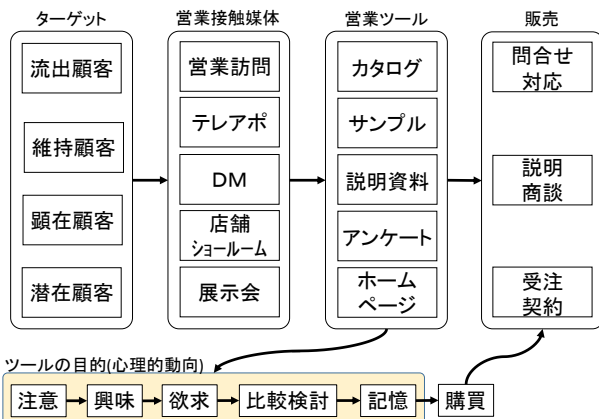 ターゲット
流出顧客
維持顧客
顕在顧客
潜在顧客
営業接触媒体
営業訪問
テレアポ
DM
店舗
ショールーム
展示会
営業ツール
カタログ
サンプル
説明資料
アンケート
ホーム
ページ
販売
問合せ
対応
説明
商談
受注
契約
ツールの目的(心理的動向)
注意
興味
欲求
比較検討
記憶
購買